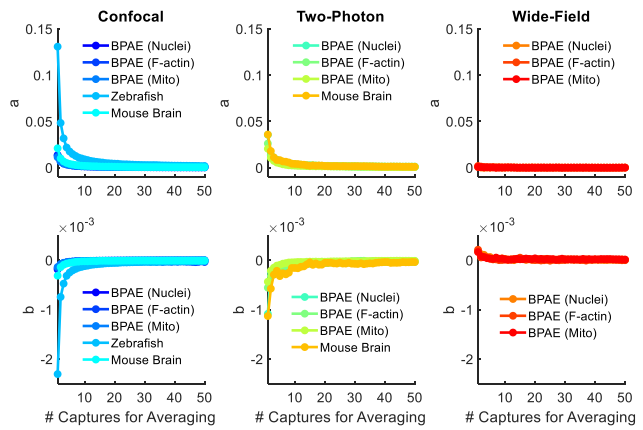 Confocal
0.15
0.1
0.05
0
a
BPAE (Nuclei)
BPAE (F-actin)
BPAE (Mito)
Zebrafish
Mouse Brain
10 20 30 40 50
Two-Photon
0.15
0.1
0.05
0
a
BPAE (Nuclei)
BPAE (F-actin)
BPAE (Mito)
Mouse Brain
10 20 30 40 50
Wide-Field
0.15
0.1
0.05
0
a
BPAE (Nuclei)
BPAE (F-actin)
BPAE (Mito)
10 20 30 40 50
×10⁻³
0
-1
-2
b
BPAE (Nuclei)
BPAE (F-actin)
BPAE (Mito)
Zebrafish
Mouse Brain
10 20 30 40 50
# Captures for Averaging
×10⁻³
0
-1
-2
b
BPAE (Nuclei)
BPAE (F-actin)
BPAE (Mito)
Mouse Brain
10 20 30 40 50
# Captures for Averaging
×10⁻³
0
-1
-2
b
BPAE (Nuclei)
BPAE (F-actin)
BPAE (Mito)
10 20 30 40 50
# Captures for Averaging